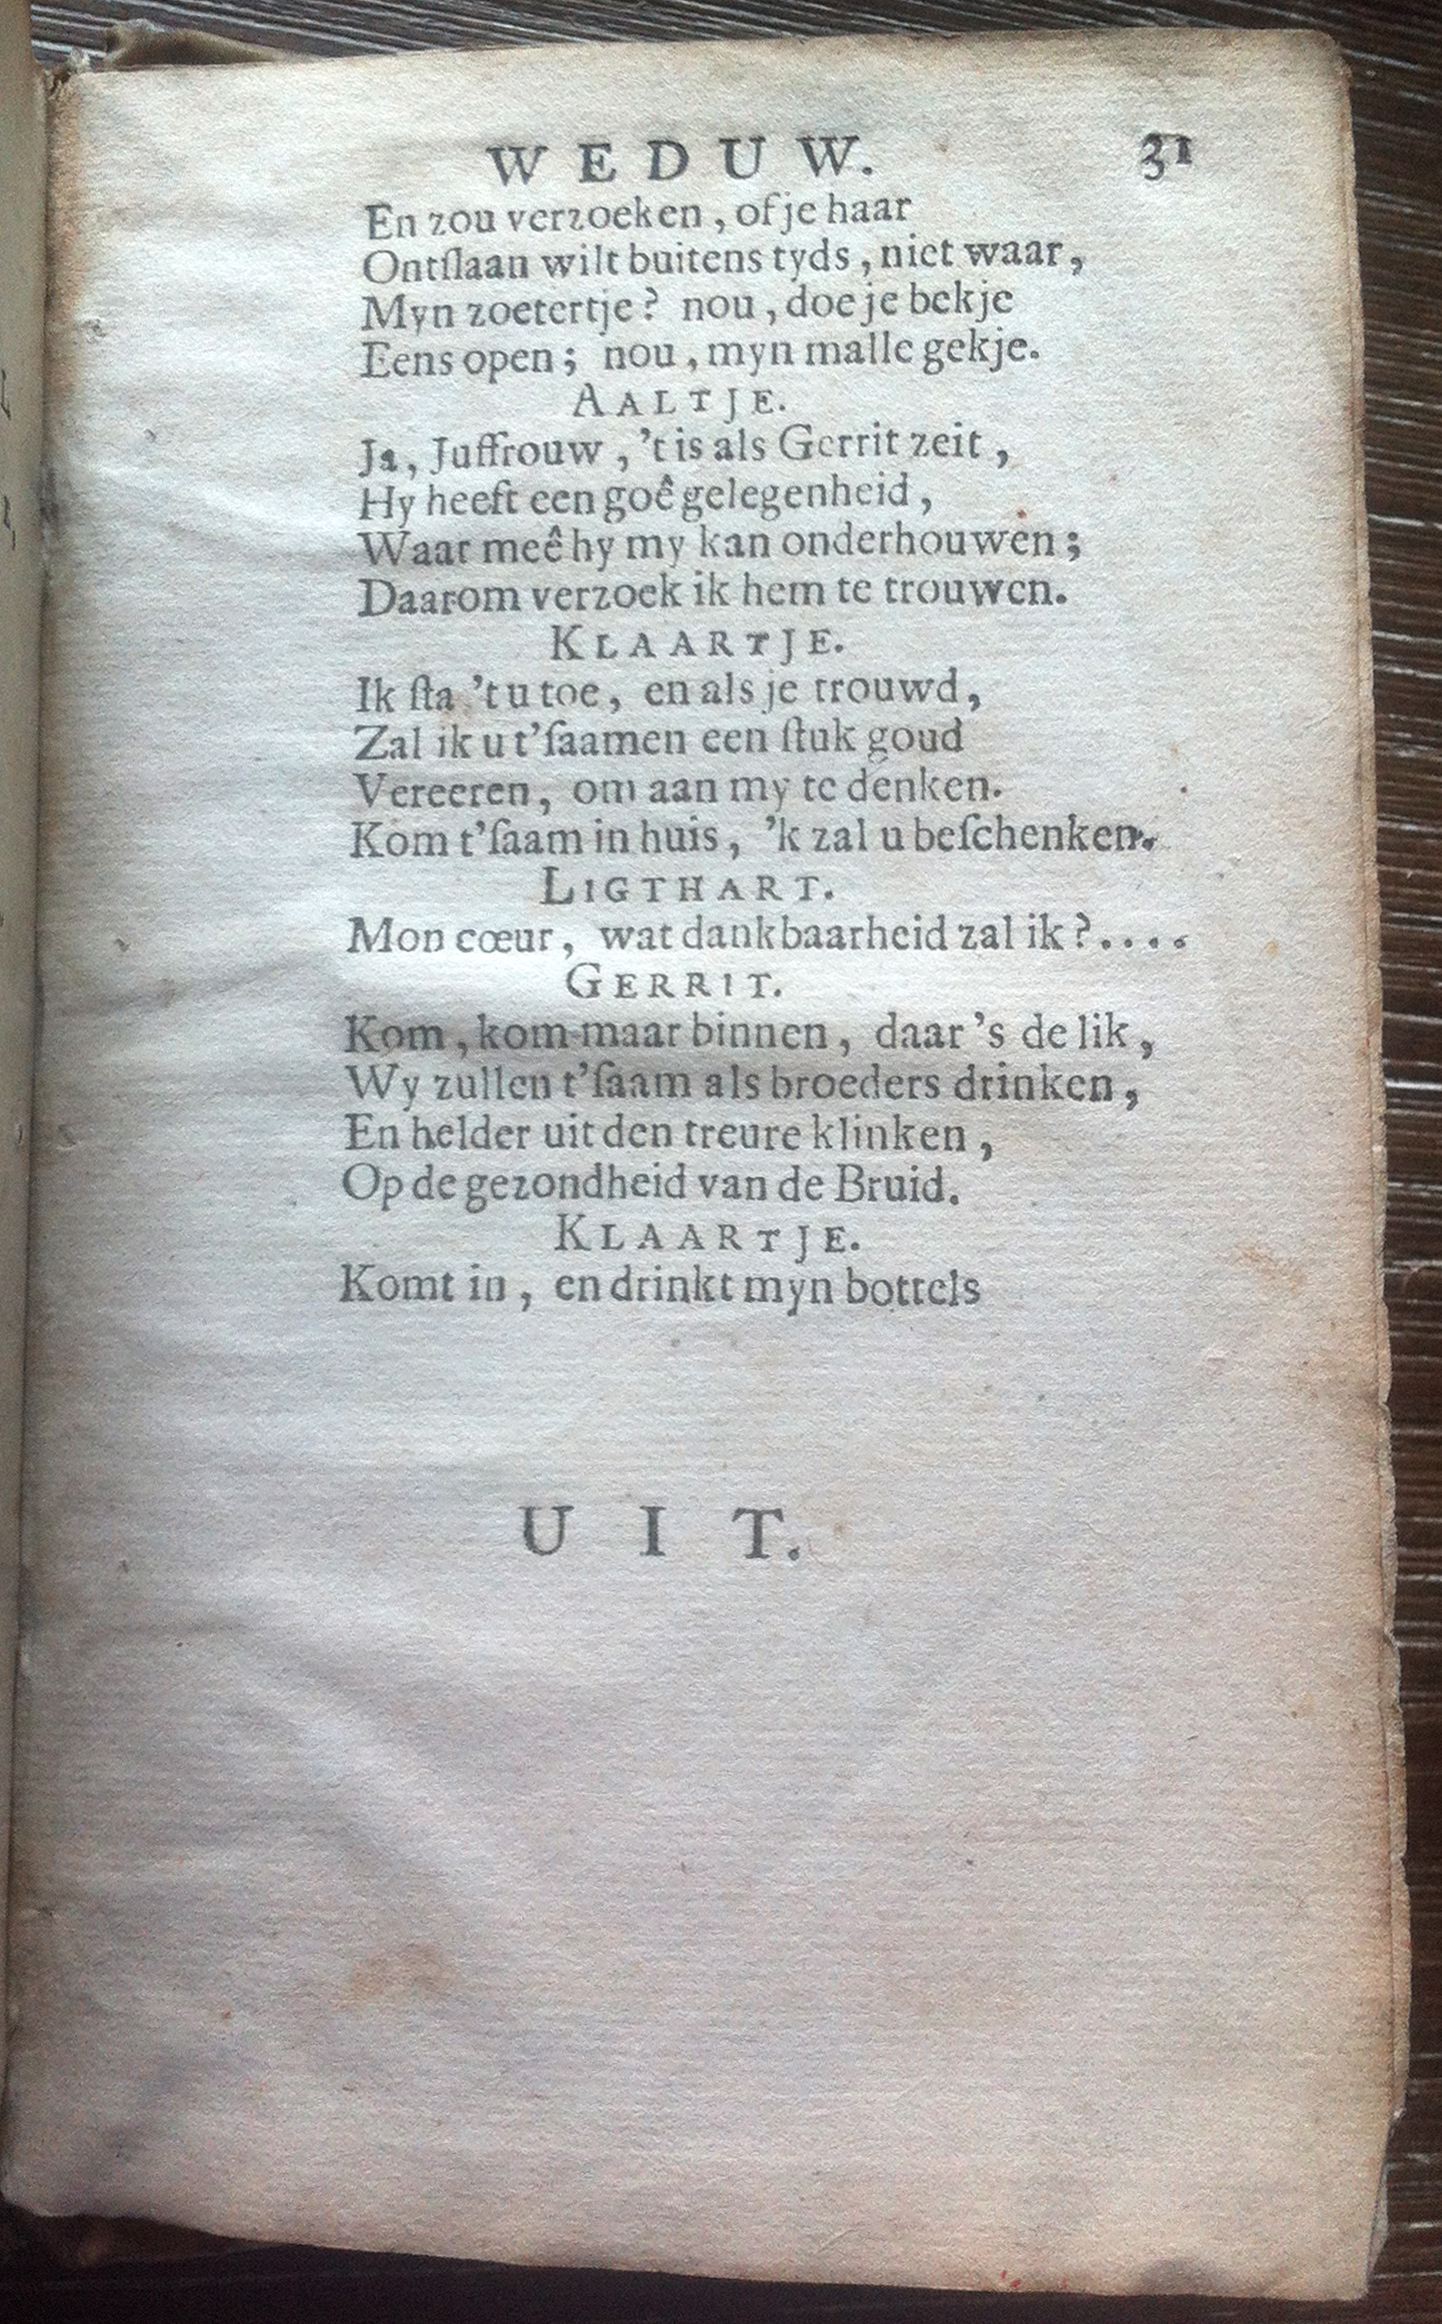 WEDUW. 31
En zou verzoeken, of je haar
Ontſlaan wilt buitens tyds, niet waar,
Myn zoetertje? nou, doe je bekje
Eens open; nou, myn malle gekje.
AALTJE.
Ja, Juffrouw, 't is als Gerrit zeit,
Hy heeft een goê gelegenheid,
Waar meê hy my kan onderhouwen;
Daarom verzoek ik hem te trouwen.
KLAARTJE.
Ik ſta 't u toe, en als je trouwd,
Zal ik u t'ſaamen een ſtuk goud
Vereeren, om aan my te denken.
Kom t'ſaam in huis, 'k zal u beſchenken.
LIGTHART.
Mon cœur, wat dankbaarheid zal ik?....
GERRIT.
Kom, kom maar binnen, daar 's de lik,
Wy zullen t'ſaam als broeders drinken,
En helder uit den treure klinken,
Op de gezondheid van de Bruid.
KLAARTJE.
Komt in, en drinkt myn bottels
UIT.